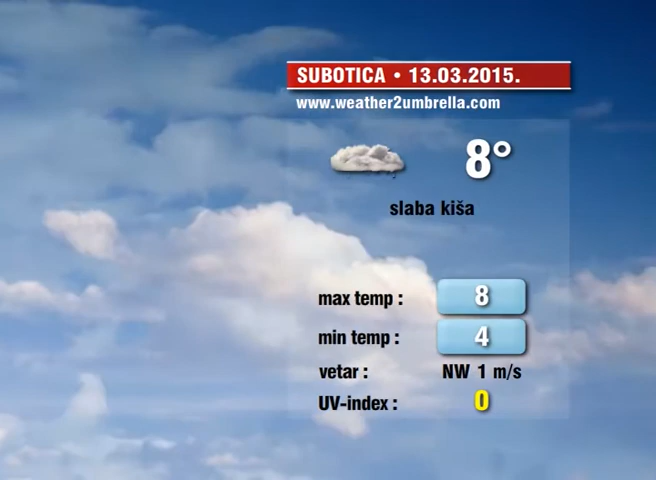 SUBOTICA • 13.03.2015.
www.weather2umbrella.com
8°
slaba kiša
max temp : 8
min temp : 4
vetar : NW 1 m/s
UV-index : 0